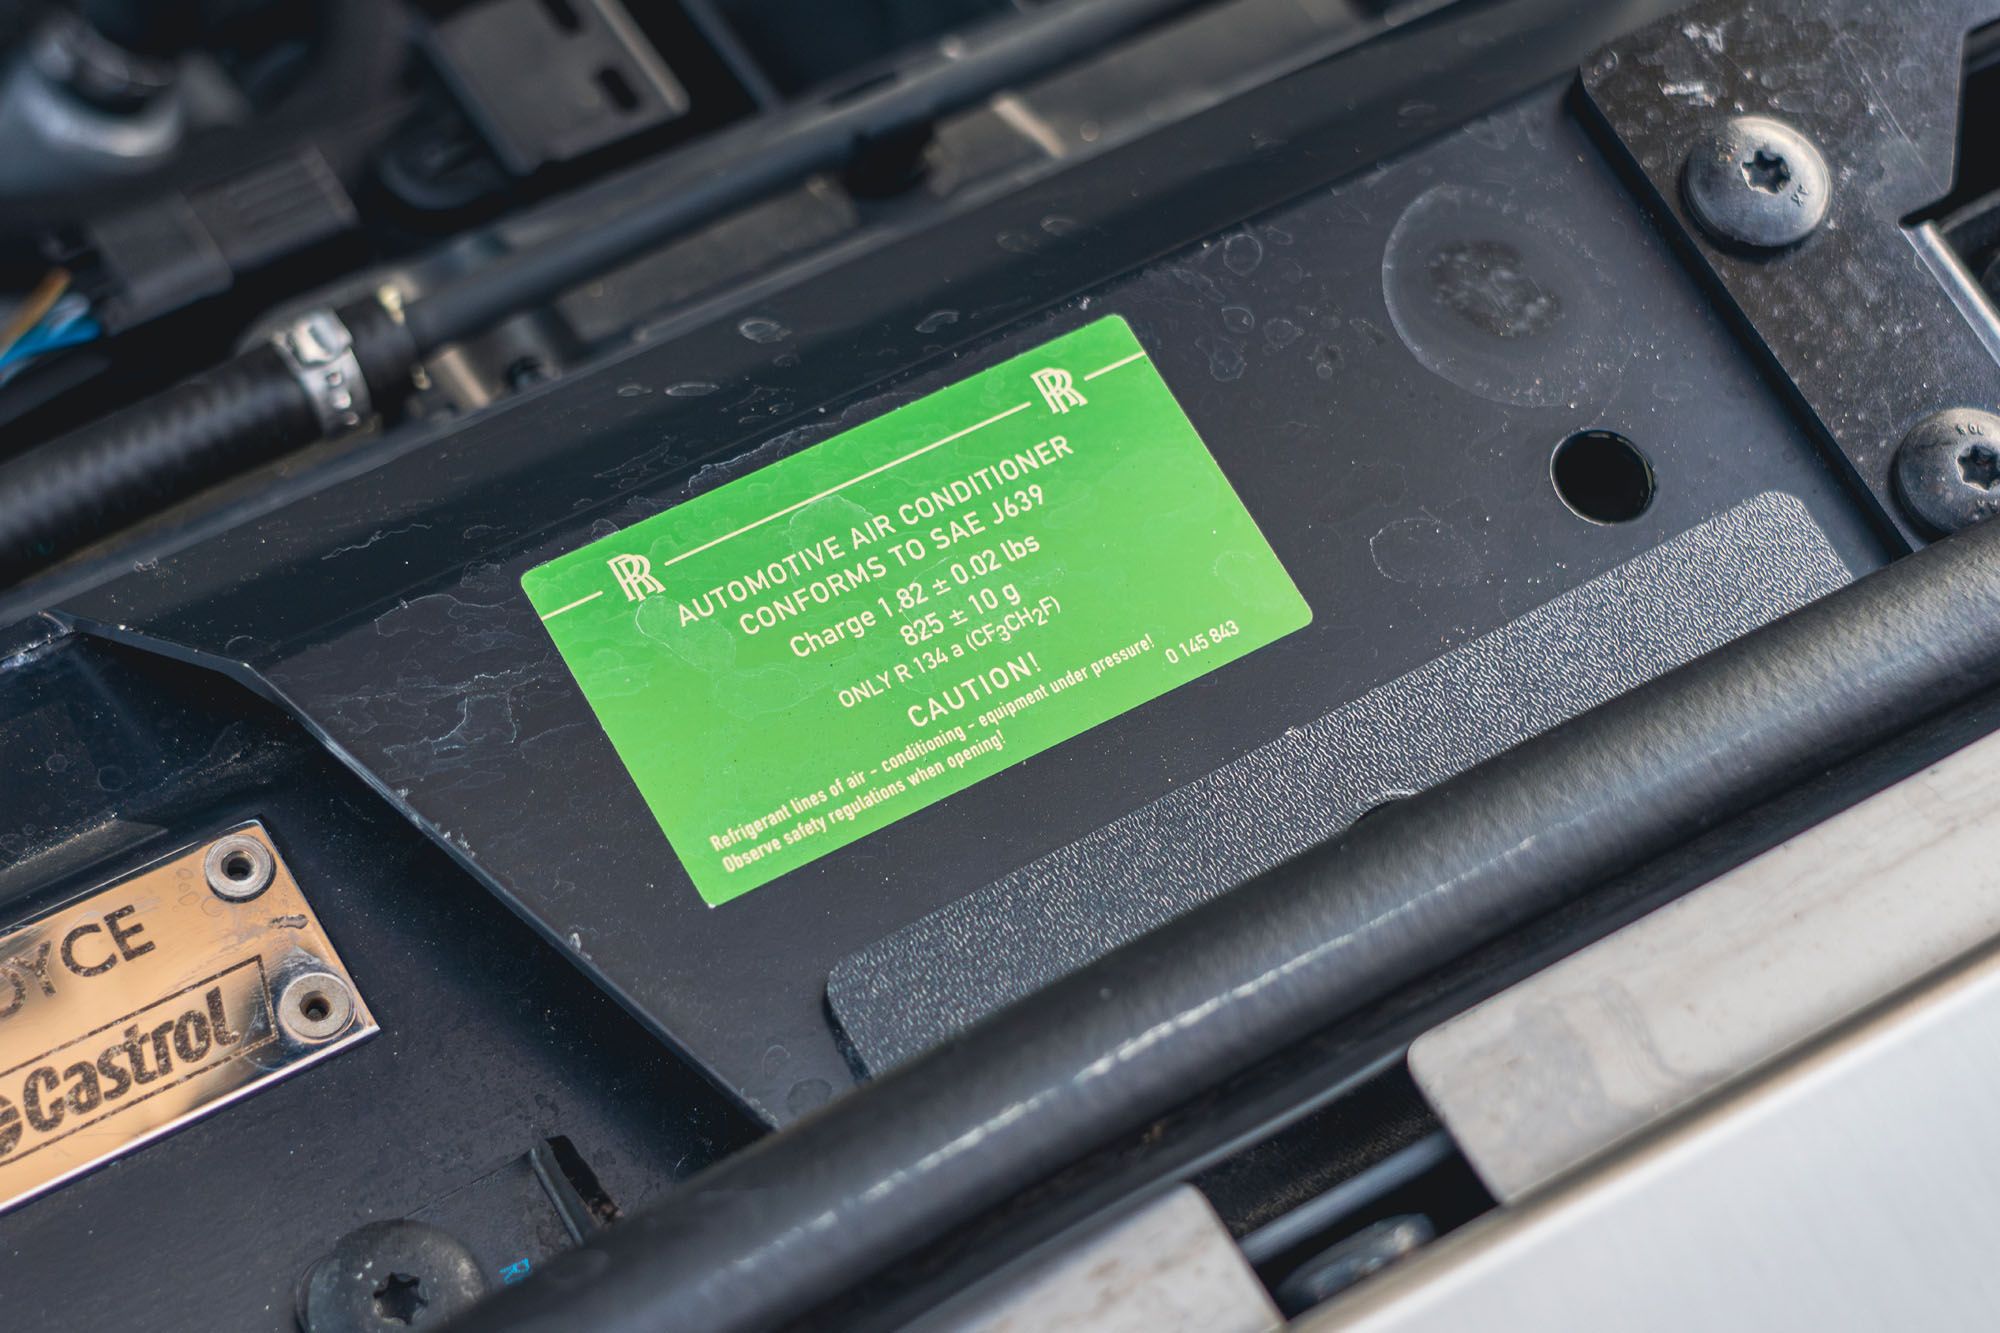 RR RR
AUTOMOTIVE AIR CONDITIONER
CONFORMS TO SAE J639
Charge 1.82 ± 0.02 lbs
825 ± 10 g
ONLY R 134 a (CF3CH2F)
CAUTION!
Refrigerant lines of air - conditioning - equipment under pressure!
Observe safety regulations when opening!
0 145 843
OYCE
Castrol